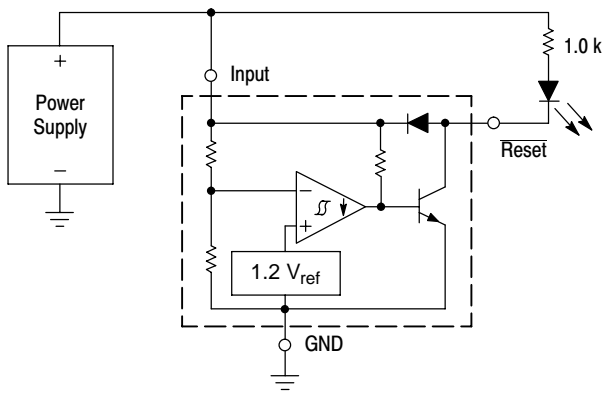 +
Power
Supply
−
Input
1.0 k
Reset
−
+
1.2 Vref
GND